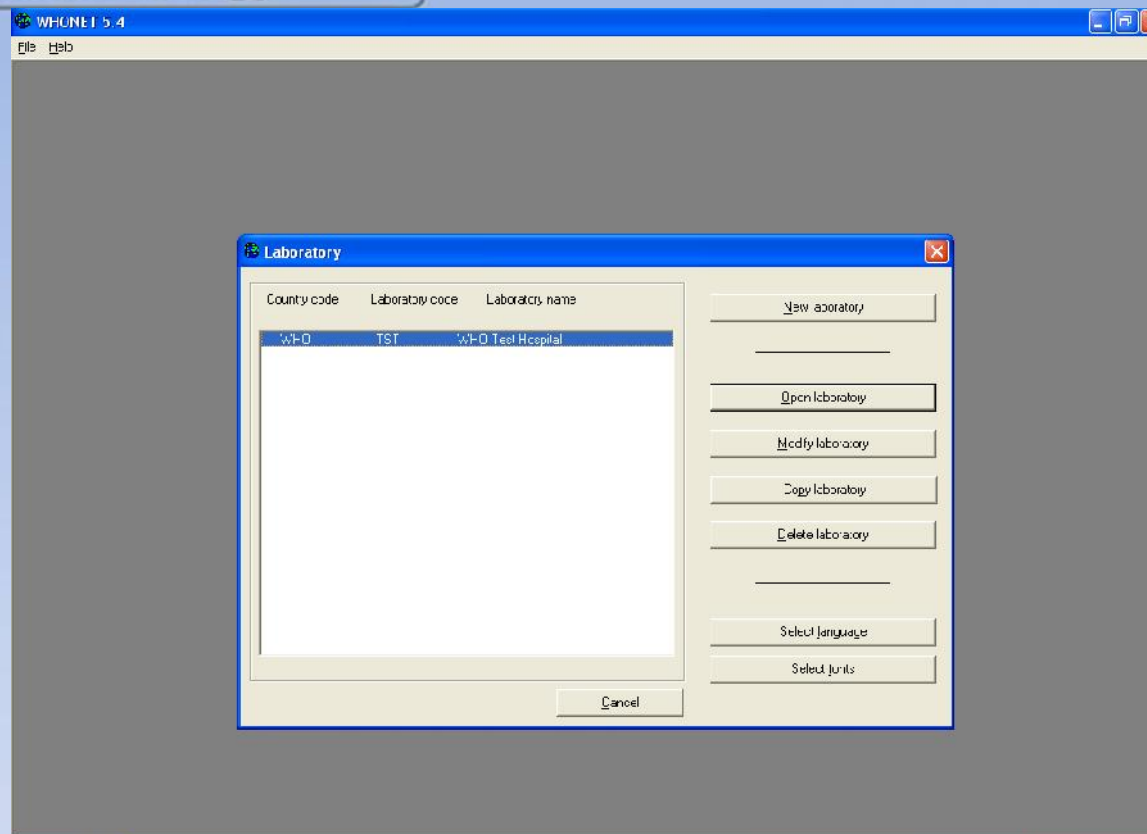 WHONET 5.4
File Help
Laboratory
Country code Laboratory code Laboratory name
WHO TST WHO Test Hospital
New laboratory
Open laboratory
Modify laboratory
Copy laboratory
Delete laboratory
Select language
Select fonts
Cancel